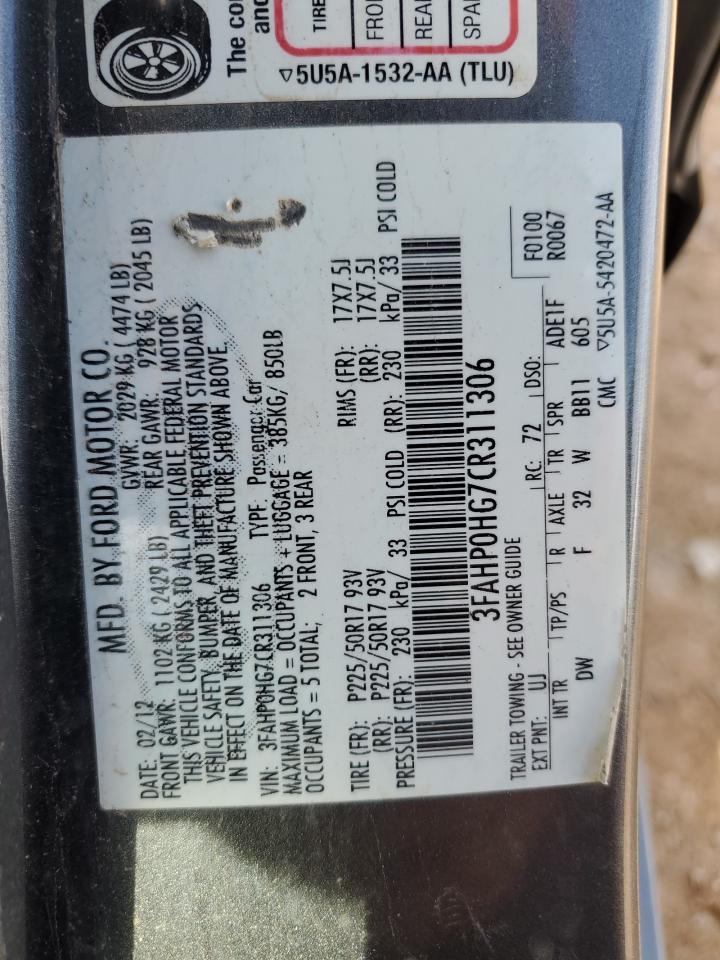 The con
and
TIRE
FRO
REA
SPA
▽5U5A-1532-AA (TLU)
MFD. BY FORD MOTOR CO.
DATE: 02/12 GVWR: 2029 KG ( 4474 LB)
FRONT GAWR: 1102 KG ( 2429 LB) REAR GAWR: 928 KG ( 2045 LB)
THIS VEHICLE CONFORMS TO ALL APPLICABLE FEDERAL MOTOR
VEHICLE SAFETY, BUMPER, AND THEFT PREVENTION STANDARDS
IN EFFECT ON THE DATE OF MANUFACTURE SHOWN ABOVE
VIN: 3FAHP0HG7CR311306 TYPE: Passenger Car
MAXIMUM LOAD = OCCUPANTS + LUGGAGE = 385KG/ 850LB
OCCUPANTS = 5 TOTAL; 2 FRONT, 3 REAR
TIRE (FR): P225/50R17 93V RIMS (FR): 17X7.5J
(RR): P225/50R17 93V (RR): 17X7.5J
PRESSURE (FR): 230 kPa/ 33 PSI COLD (RR): 230 kPa/ 33 PSI COLD
3FAHP0HG7CR311306
TRAILER TOWING - SEE OWNER GUIDE F0100
EXT PNT: UJ RC: 72 DSO: R0067
INT TR TP/PS R AXLE TR SPR ADE1F
DW F 32 W BB11 605
CMC ▽5U5A-5420472-AA